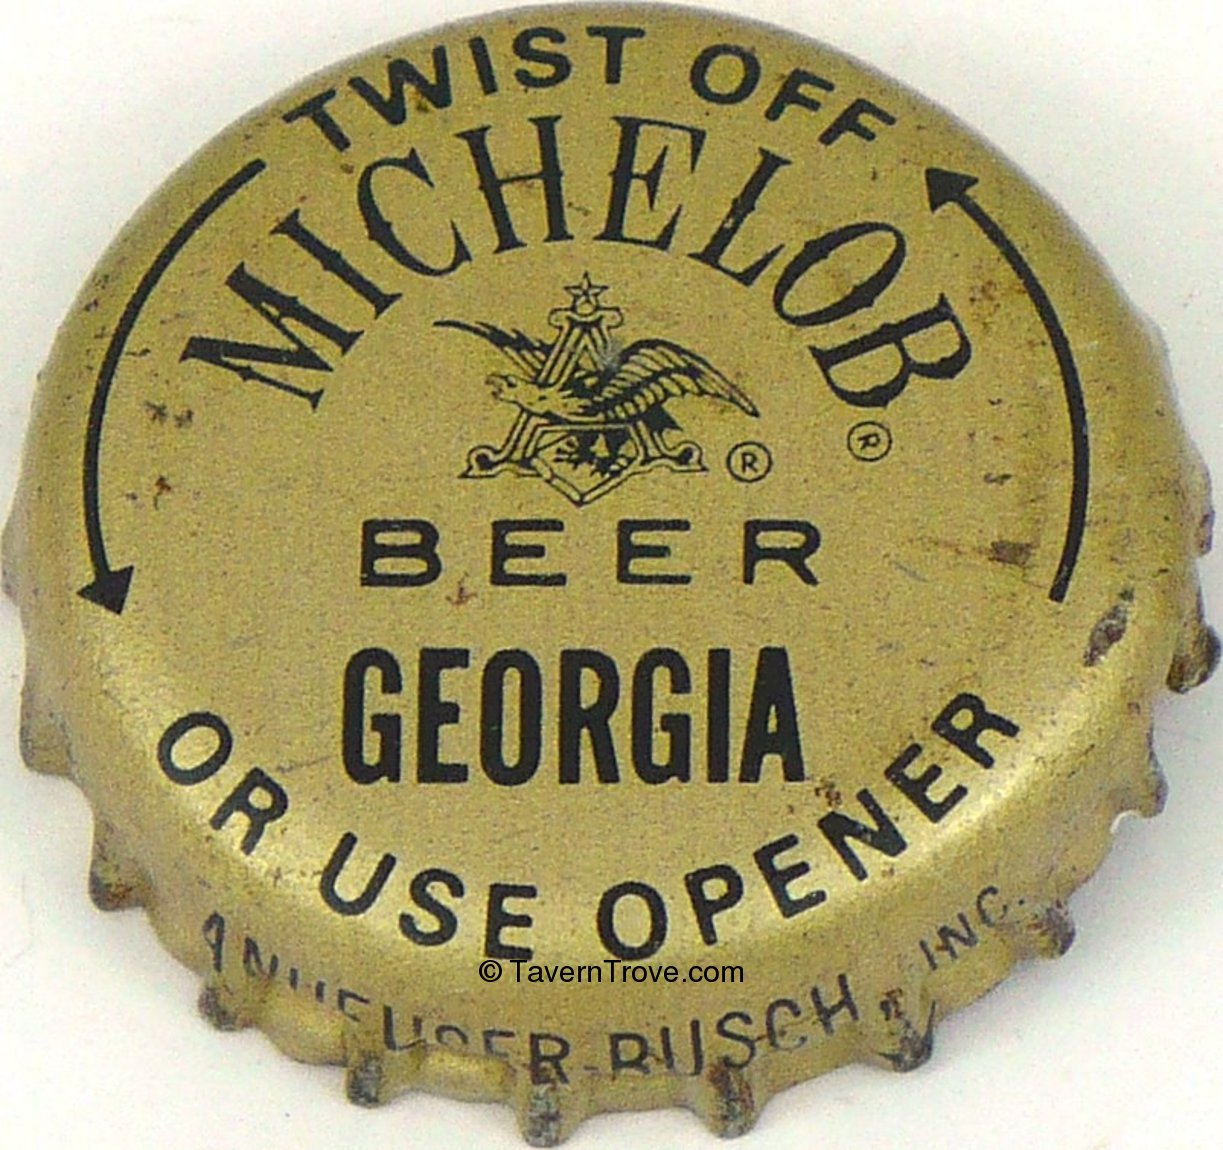 TWIST OFF
MICHELOB ®
®
BEER
GEORGIA
OR USE OPENER
© TavernTrove.com
ANHEUSER-BUSCH, INC.